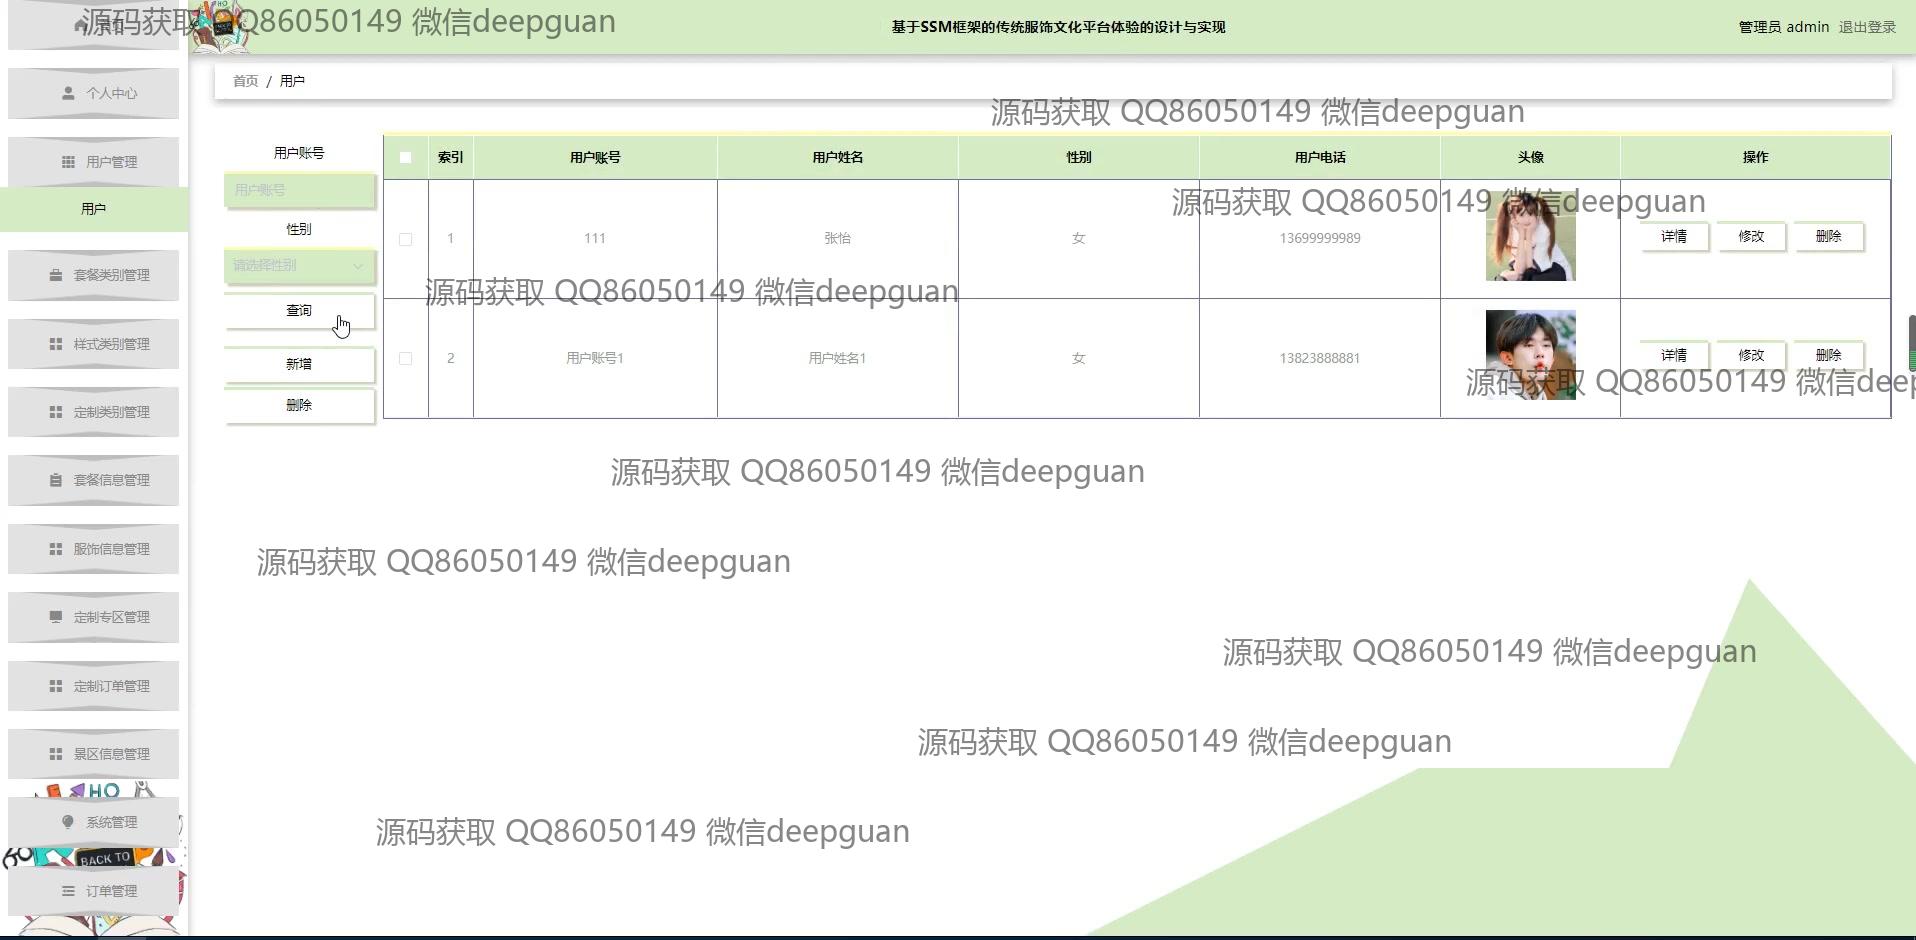 源码获取 QQ86050149 微信deepguan
基于SSM框架的传统服饰文化平台体验的设计与实现
管理员 admin 退出登录
个人中心
用户管理
用户
套餐类别管理
样式类别管理
定制类别管理
套餐信息管理
服饰信息管理
定制专区管理
定制订单管理
景区信息管理
HO
系统管理
BACK TO
订单管理
首页 / 用户
源码获取 QQ86050149 微信deepguan
用户账号
用户账号
性别
请选择性别
查询
新增
删除
索引 用户账号 用户姓名 性别 用户电话 头像 操作
源码获取 QQ86050149 微信deepguan
1 111 张怡 女 13699999989 详情 修改 删除
源码获取 QQ86050149 微信deepguan
2 用户账号1 用户姓名1 女 13823888881 详情 修改 删除
源码获取 QQ86050149 微信deep
源码获取 QQ86050149 微信deepguan
源码获取 QQ86050149 微信deepguan
源码获取 QQ86050149 微信deepguan
源码获取 QQ86050149 微信deepguan
源码获取 QQ86050149 微信deepguan